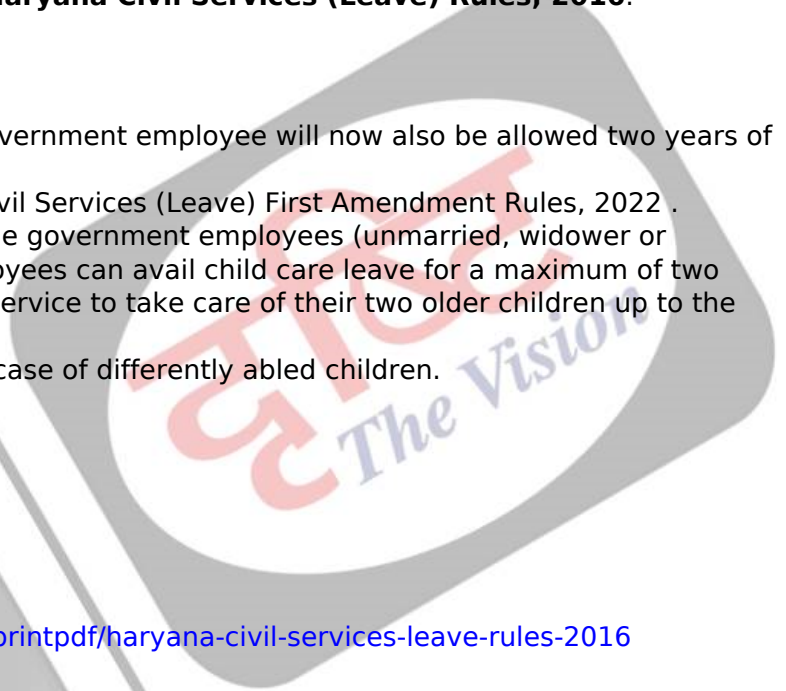 aryana Civil Services (Leave) Rules, 2016.
vernment employee will now also be allowed two years of
vil Services (Leave) First Amendment Rules, 2022 .
e government employees (unmarried, widower or
oyees can avail child care leave for a maximum of two
ervice to take care of their two older children up to the
case of differently abled children.
दृष्टि
The Vision
printpdf/haryana-civil-services-leave-rules-2016